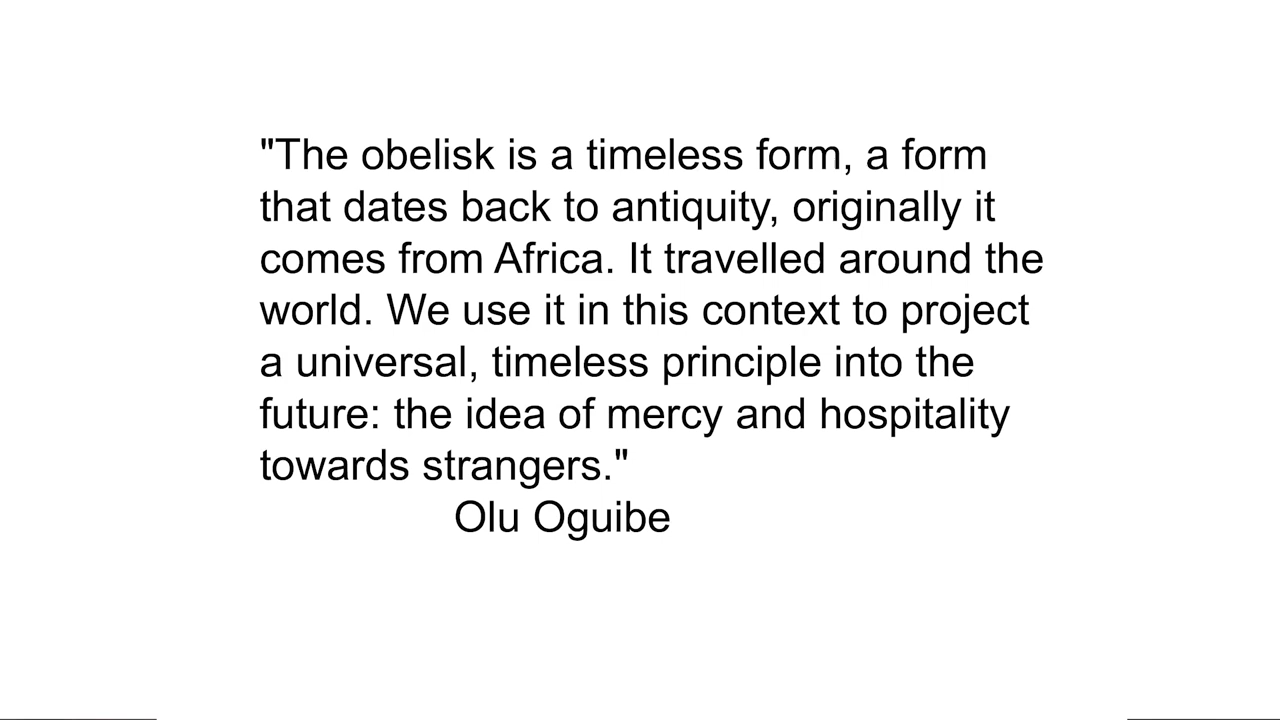 "The obelisk is a timeless form, a form
that dates back to antiquity, originally it
comes from Africa. It travelled around the
world. We use it in this context to project
a universal, timeless principle into the
future: the idea of mercy and hospitality
towards strangers."
Olu Oguibe